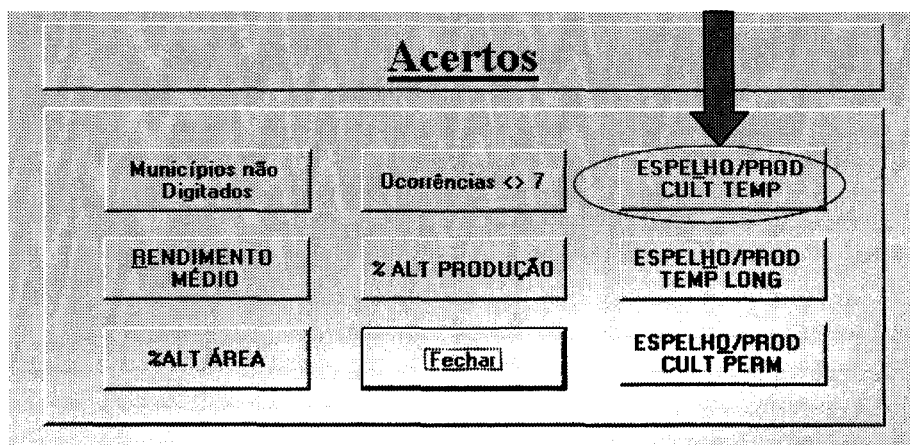 Acertos
Municípios não
Digitados
Ocorrências <> 7
ESPELHO/PROD
CULT TEMP
RENDIMENTO
MÉDIO
% ALT PRODUÇÃO
ESPELHO/PROD
TEMP LONG
%ALT ÁREA
Fechar
ESPELHO/PROD
CULT PERM